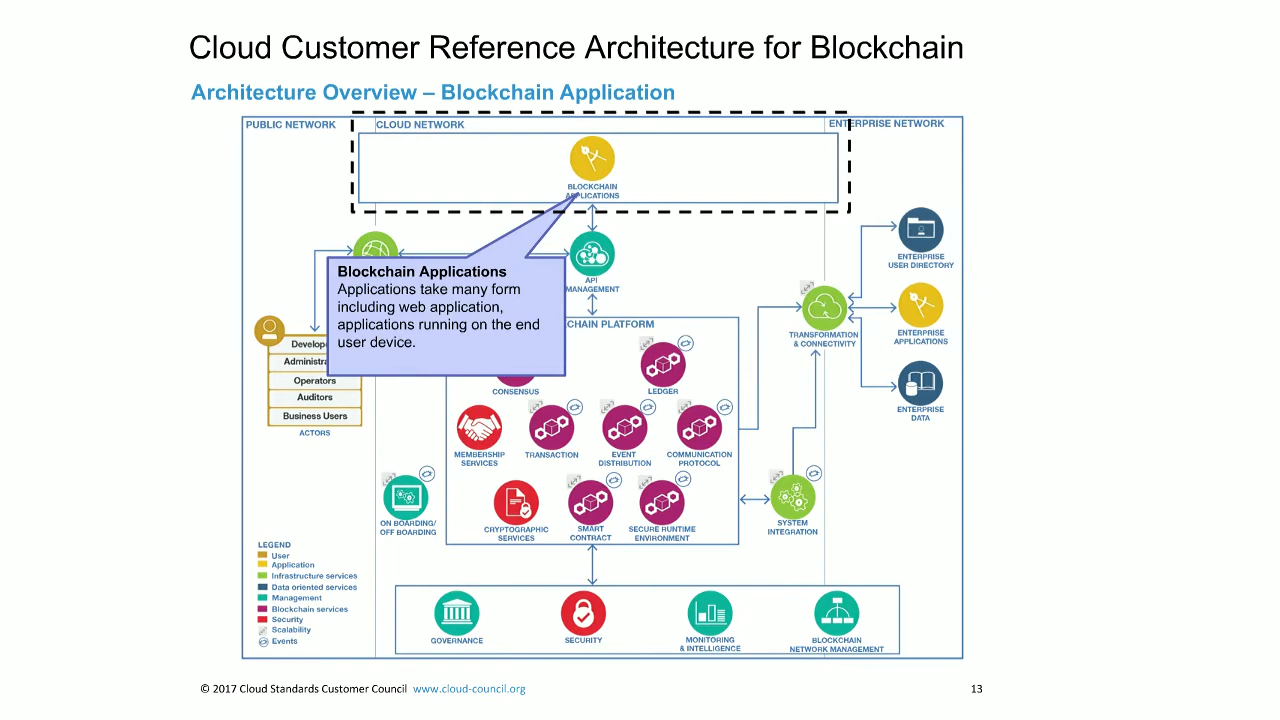 Cloud Customer Reference Architecture for Blockchain
Architecture Overview – Blockchain Application
PUBLIC NETWORK
CLOUD NETWORK
ENTERPRISE NETWORK
BLOCKCHAIN
APPLICATIONS
Blockchain Applications
Applications take many form
including web application,
applications running on the end
user device.
API
MANAGEMENT
ENTERPRISE
USER DIRECTORY
TRANSFORMATION
& CONNECTIVITY
ENTERPRISE
APPLICATIONS
ENTERPRISE
DATA
CHAIN PLATFORM
Develope
Administra
Operators
Auditors
Business Users
ACTORS
CONSENSUS
LEDGER
MEMBERSHIP
SERVICES
TRANSACTION
EVENT
DISTRIBUTION
COMMUNICATION
PROTOCOL
ON BOARDING/
OFF BOARDING
CRYPTOGRAPHIC
SERVICES
SMART
CONTRACT
SECURE RUNTIME
ENVIRONMENT
SYSTEM
INTEGRATION
LEGEND
User
Application
Infrastructure services
Data oriented services
Management
Blockchain services
Security
Scalability
Events
GOVERNANCE
SECURITY
MONITORING
& INTELLIGENCE
BLOCKCHAIN
NETWORK MANAGEMENT
© 2017 Cloud Standards Customer Council www.cloud-council.org
13